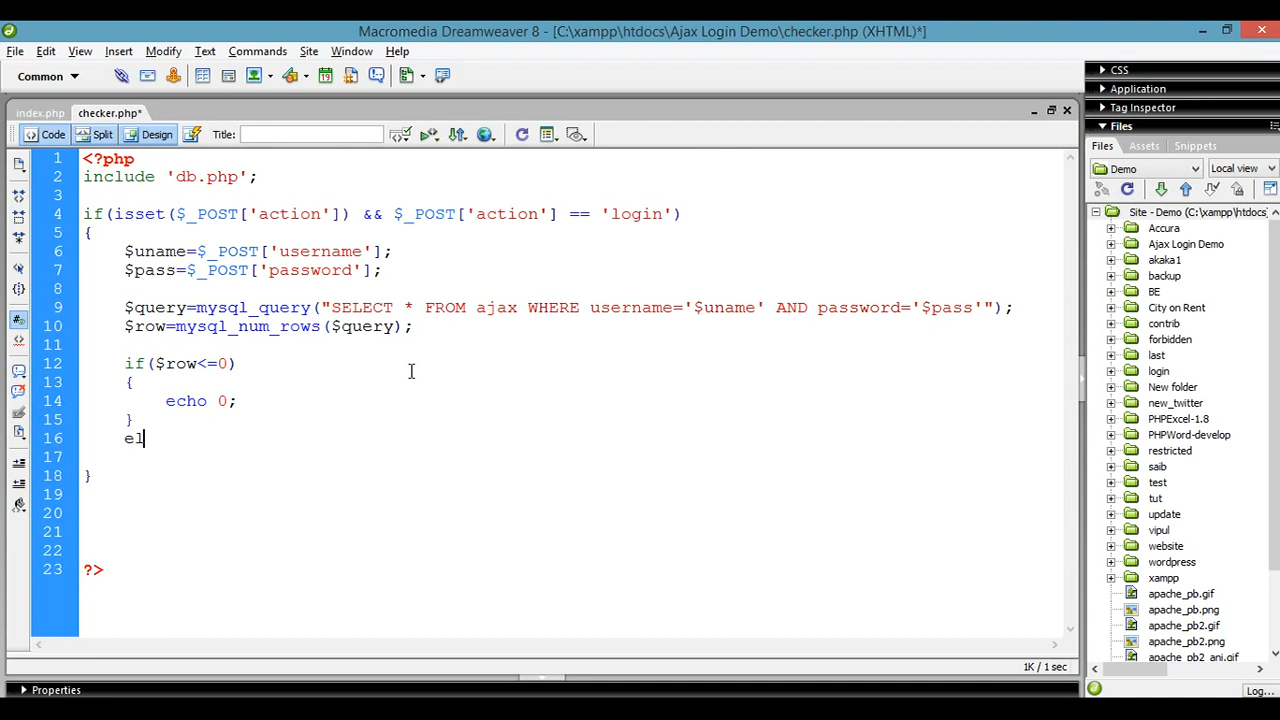 Macromedia Dreamweaver 8 - [C:\xampp\htdocs\Ajax Login Demo\checker.php (XHTML)*]
File Edit View Insert Modify Text Commands Site Window Help
Common
index.php checker.php*
Code Split Design Title:
1 <?php
2 include 'db.php';
3
4 if(isset($_POST['action']) && $_POST['action'] == 'login')
5 {
6 $uname=$_POST['username'];
7 $pass=$_POST['password'];
8
9 $query=mysql_query("SELECT * FROM ajax WHERE username='$uname' AND password='$pass'");
10 $row=mysql_num_rows($query);
11
12 if($row<=0)
13 {
14 echo 0;
15 }
16 el
17
18 }
19
20
21
22
23 ?>
1K / 1 sec
Properties
CSS
Application
Tag Inspector
Files
Files Assets Snippets
Demo Local view
Site - Demo (C:\xampp\htdocs)
Accura
Ajax Login Demo
akaka1
backup
BE
City on Rent
contrib
forbidden
last
login
New folder
new_twitter
PHPExcel-1.8
PHPWord-develop
restricted
saib
test
tut
update
vipul
website
wordpress
xampp
apache_pb.gif
apache_pb.png
apache_pb2.gif
apache_pb2.png
apache_pb2_ani.gif
Log...